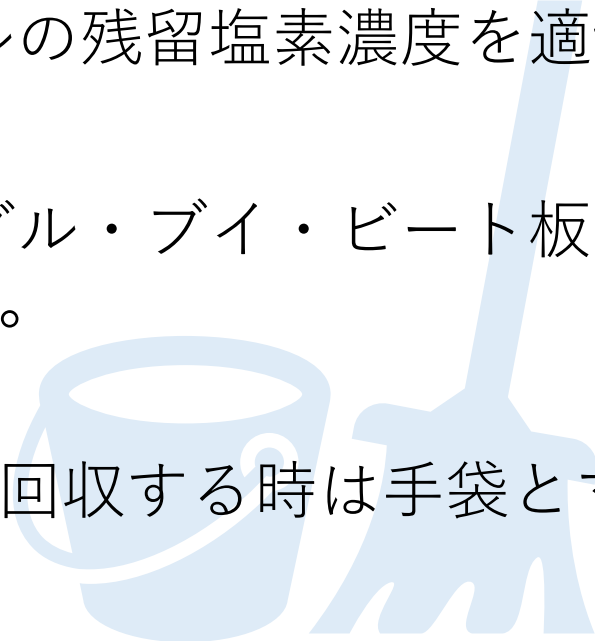 の残留塩素濃度を適
グル・ブイ・ビート板
。
回収する時は手袋と